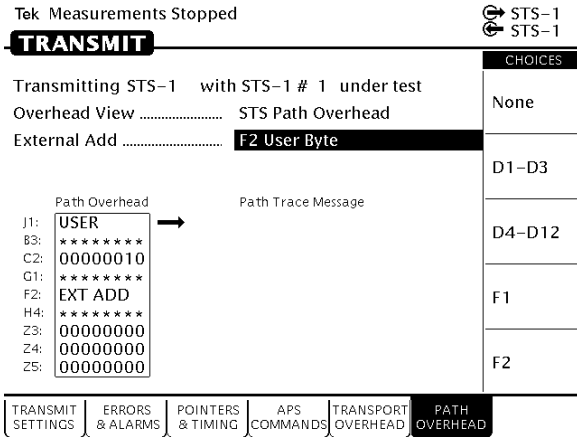 Tek Measurements Stopped
STS-1
STS-1
TRANSMIT
CHOICES
Transmitting STS-1 with STS-1 # 1 under test
Overhead View ...................... STS Path Overhead
External Add ........................... F2 User Byte
None
D1-D3
D4-D12
F1
F2
Path Overhead Path Trace Message
J1: USER
B3: * * * * * * * *
C2: 00000010
G1: * * * * * * * *
F2: EXT ADD
H4: * * * * * * * *
Z3: 00000000
Z4: 00000000
Z5: 00000000
TRANSMIT ERRORS POINTERS APS TRANSPORT PATH
SETTINGS & ALARMS & TIMING COMMANDS OVERHEAD OVERHEAD